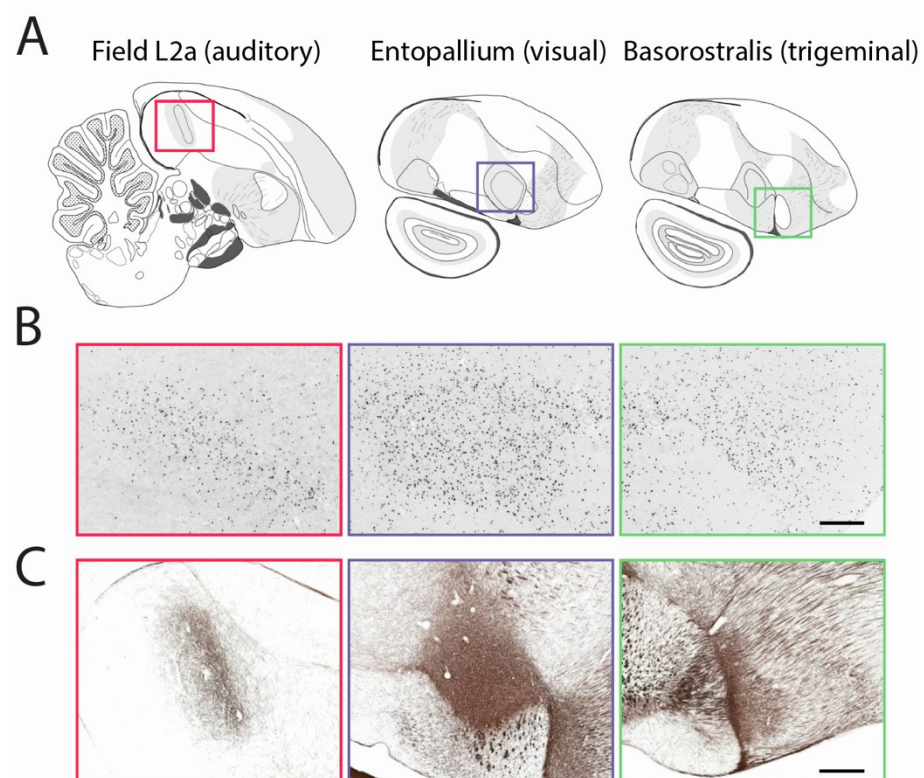 A
Field L2a (auditory) Entopallium (visual) Basorostralis (trigeminal)
B
C